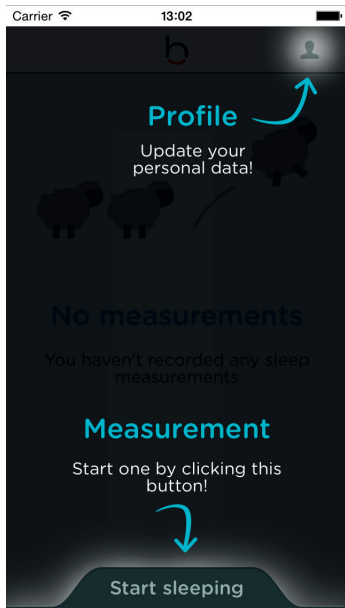 Carrier 13:02
b
Profile
Update your
personal data!
No measurements
You haven't recorded any sleep
measurements
Measurement
Start one by clicking this
button!
Start sleeping